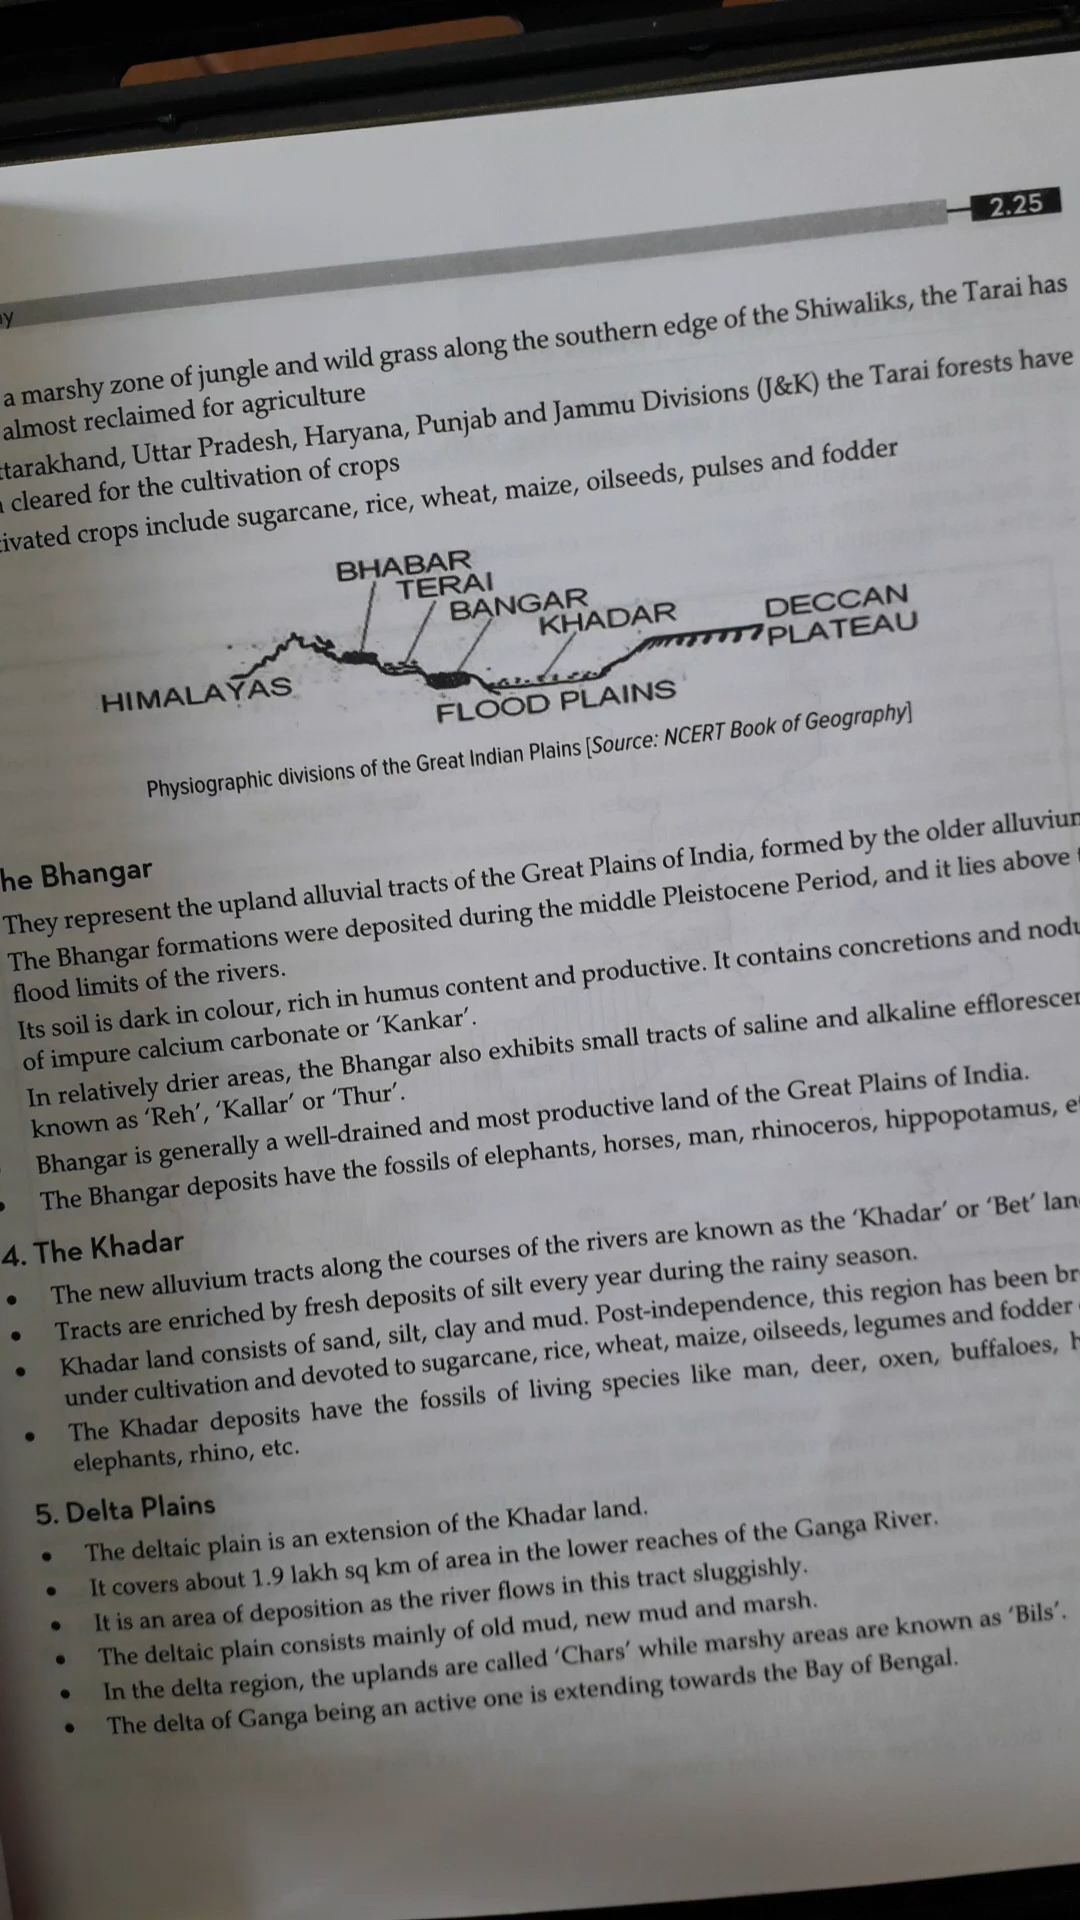 2.25
a marshy zone of jungle and wild grass along the southern edge of the Shiwaliks, the Tarai has
almost reclaimed for agriculture
Uttar Pradesh, Haryana, Punjab and Jammu Divisions (J&K) the Tarai forests have
cleared for the cultivation of crops
crops include sugarcane, rice, wheat, maize, oilseeds, pulses and fodder
BHABAR
TERAI
BANGAR
KHADAR
DECCAN
PLATEAU
HIMALAYAS
FLOOD PLAINS
Physiographic divisions of the Great Indian Plains [Source: NCERT Book of Geography]
he Bhangar
They represent the upland alluvial tracts of the Great Plains of India, formed by the older
The Bhangar formations were deposited during the middle Pleistocene Period, and it lies above
flood limits of the rivers.
Its soil is dark in colour, rich in humus content and productive. It contains concretions and
of impure calcium carbonate or 'Kankar'.
In relatively drier areas, the Bhangar also exhibits small tracts of saline and alkaline
known as 'Reh', 'Kallar' or 'Thur'.
Bhangar is generally a well-drained and most productive land of the Great Plains of India.
• The Bhangar deposits have the fossils of elephants, horses, man, rhinoceros, hippopotamus,
4. The Khadar
• The new alluvium tracts along the courses of the rivers are known as the 'Khadar' or 'Bet'
• Tracts are enriched by fresh deposits of silt every year during the rainy season.
• Khadar land consists of sand, silt, clay and mud. Post-independence, this region has been
under cultivation and devoted to sugarcane, rice, wheat, maize, oilseeds, legumes and fodder
• The Khadar deposits have the fossils of living species like man, deer, oxen, buffaloes,
elephants, rhino, etc.
5. Delta Plains
• The deltaic plain is an extension of the Khadar land.
• It covers about 1.9 lakh sq km of area in the lower reaches of the Ganga River.
• It is an area of deposition as the river flows in this tract sluggishly.
• The deltaic plain consists mainly of old mud, new mud and marsh.
• In the delta region, the uplands are called 'Chars' while marshy areas are known as 'Bils'.
• The delta of Ganga being an active one is extending towards the Bay of Bengal.